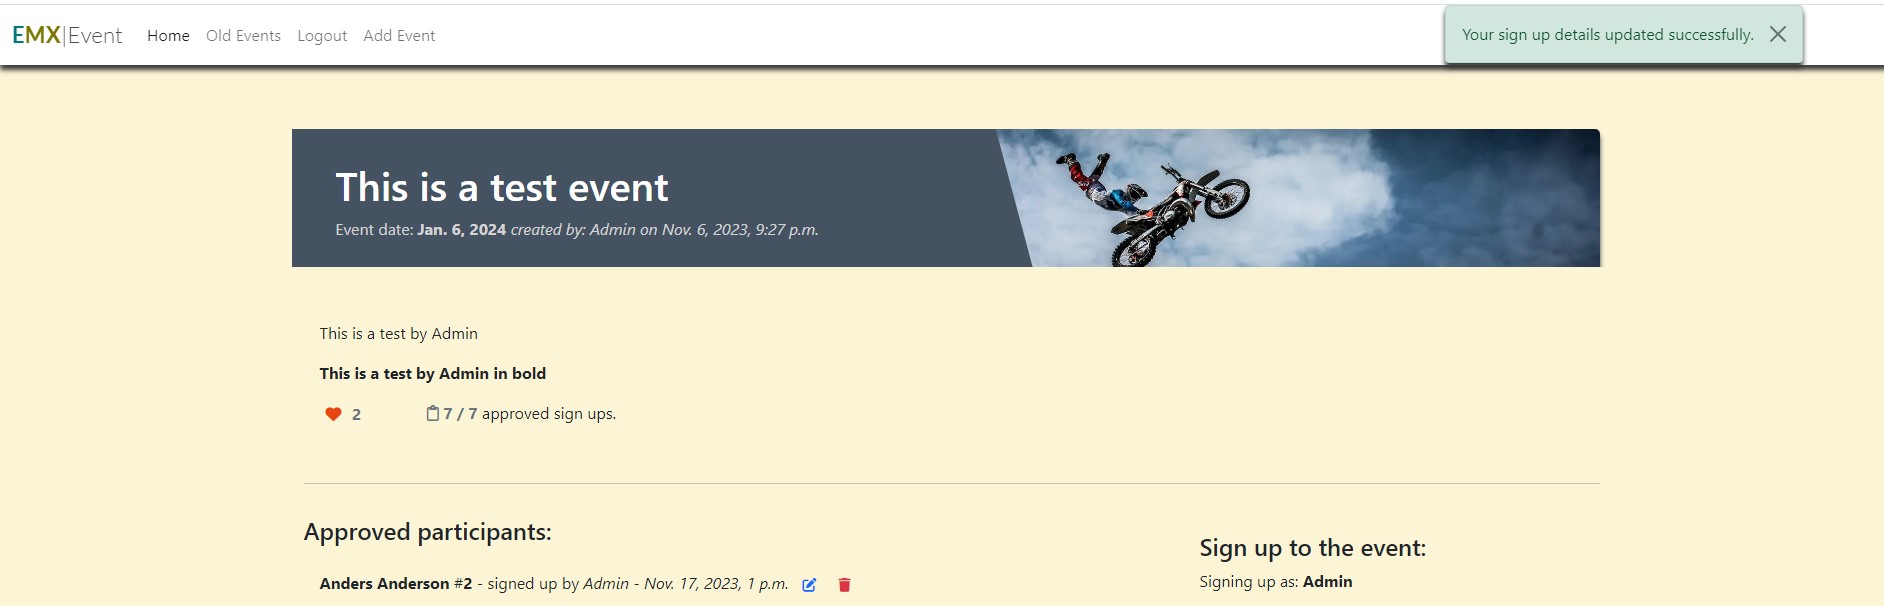 EMX|Event Home Old Events Logout Add Event
Your sign up details updated successfully.
This is a test event
Event date: Jan. 6, 2024 created by: Admin on Nov. 6, 2023, 9:27 p.m.
This is a test by Admin
This is a test by Admin in bold
2 7 / 7 approved sign ups.
Approved participants:
Anders Anderson #2 - signed up by Admin - Nov. 17, 2023, 1 p.m.
Sign up to the event:
Signing up as: Admin